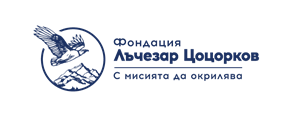 Фондация
Лъчезар Цоцорков
С мисията да окрилява